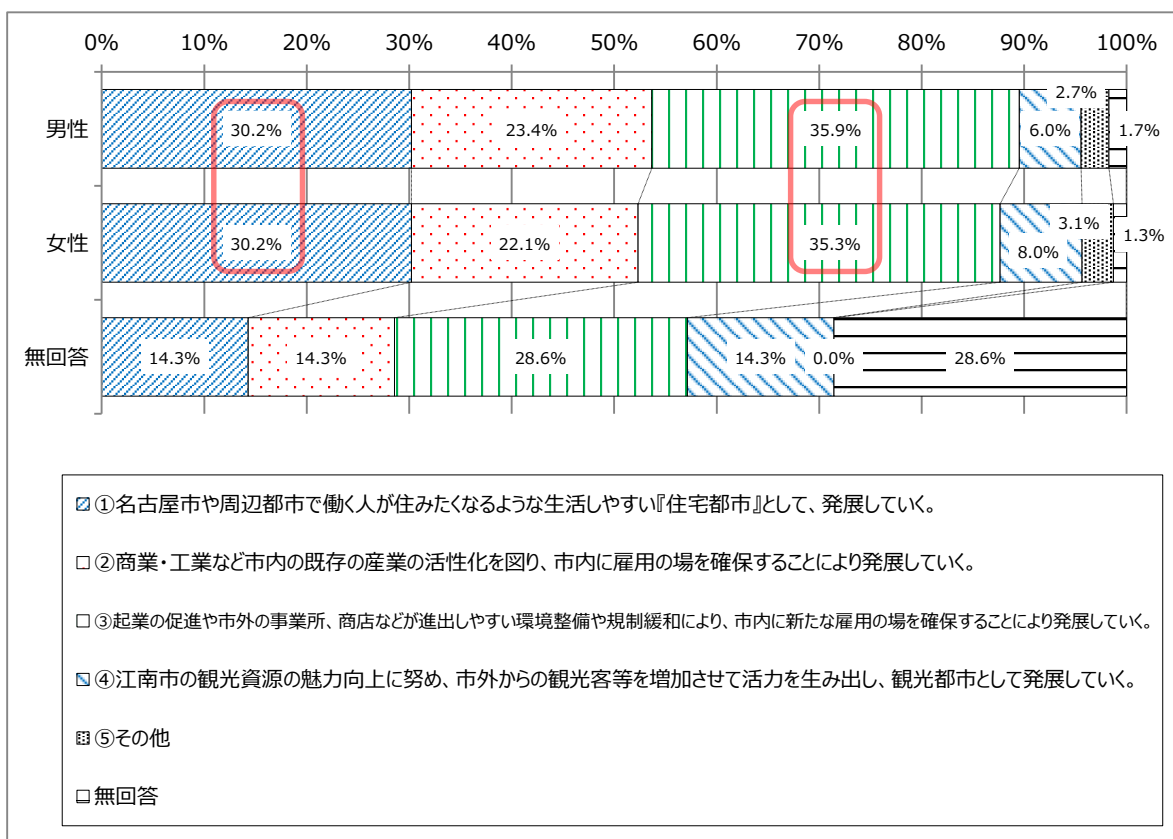 0% 10% 20% 30% 40% 50% 60% 70% 80% 90% 100%
男性 30.2% 23.4% 35.9% 6.0% 2.7% 1.7%
女性 30.2% 22.1% 35.3% 8.0% 3.1% 1.3%
無回答 14.3% 14.3% 28.6% 14.3% 0.0% 28.6%
①名古屋市や周辺都市で働く人が住みたくなるような生活しやすい『住宅都市』として、発展していく。
②商業・工業など市内の既存の産業の活性化を図り、市内に雇用の場を確保することにより発展していく。
③起業の促進や市外の事業所、商店などが進出しやすい環境整備や規制緩和により、市内に新たな雇用の場を確保することにより発展していく。
④江南市の観光資源の魅力向上に努め、市外からの観光客等を増加させて活力を生み出し、観光都市として発展していく。
⑤その他
無回答